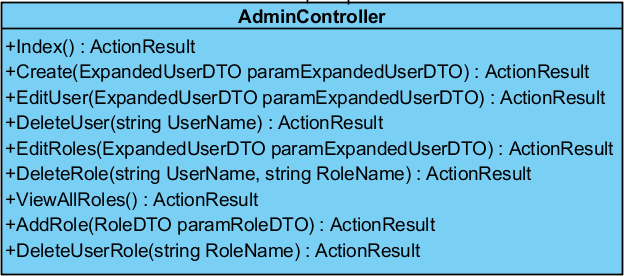 AdminController
+Index() : ActionResult
+Create(ExpandedUserDTO paramExpandedUserDTO) : ActionResult
+EditUser(ExpandedUserDTO paramExpandedUserDTO) : ActionResult
+DeleteUser(string UserName) : ActionResult
+EditRoles(ExpandedUserDTO paramExpandedUserDTO) : ActionResult
+DeleteRole(string UserName, string RoleName) : ActionResult
+ViewAllRoles() : ActionResult
+AddRole(RoleDTO paramRoleDTO) : ActionResult
+DeleteUserRole(string RoleName) : ActionResult